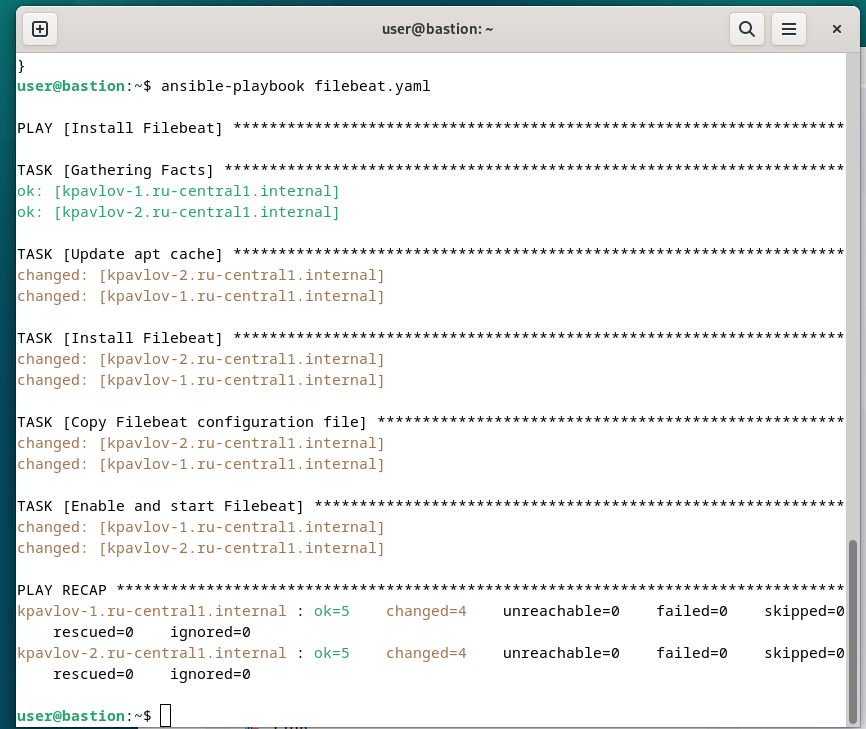 user@bastion: ~
}
user@bastion:~$ ansible-playbook filebeat.yaml
PLAY [Install Filebeat] ********************************************************************
TASK [Gathering Facts] *********************************************************************
ok: [kpavlov-1.ru-central1.internal]
ok: [kpavlov-2.ru-central1.internal]
TASK [Update apt cache] ********************************************************************
changed: [kpavlov-2.ru-central1.internal]
changed: [kpavlov-1.ru-central1.internal]
TASK [Install Filebeat] ********************************************************************
changed: [kpavlov-2.ru-central1.internal]
changed: [kpavlov-1.ru-central1.internal]
TASK [Copy Filebeat configuration file] ****************************************************
changed: [kpavlov-2.ru-central1.internal]
changed: [kpavlov-1.ru-central1.internal]
TASK [Enable and start Filebeat] ***********************************************************
changed: [kpavlov-1.ru-central1.internal]
changed: [kpavlov-2.ru-central1.internal]
PLAY RECAP *********************************************************************************
kpavlov-1.ru-central1.internal : ok=5    changed=4    unreachable=0    failed=0    skipped=0
    rescued=0    ignored=0
kpavlov-2.ru-central1.internal : ok=5    changed=4    unreachable=0    failed=0    skipped=0
    rescued=0    ignored=0
user@bastion:~$